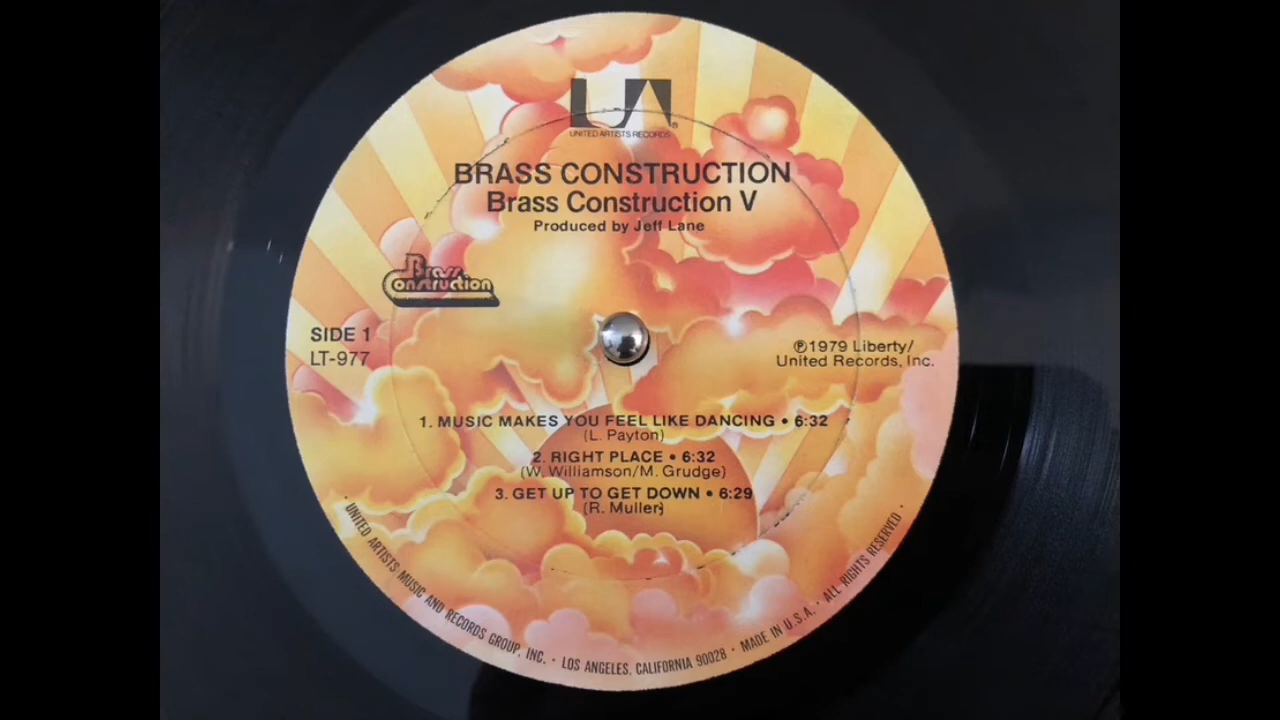 UA®
UNITED ARTISTS RECORDS
BRASS CONSTRUCTION
Brass Construction V
Produced by Jeff Lane
Brass
Construction
SIDE 1
LT-977
℗1979 Liberty/
United Records, Inc.
1. MUSIC MAKES YOU FEEL LIKE DANCING • 6:32
(L. Payton)
2. RIGHT PLACE • 6:32
(W. Williamson/M. Grudge)
3. GET UP TO GET DOWN • 6:29
(R. Muller)
· UNITED ARTISTS MUSIC AND RECORDS GROUP, INC. · LOS ANGELES, CALIFORNIA 90028 · MADE IN U.S.A. · ALL RIGHTS RESERVED ·